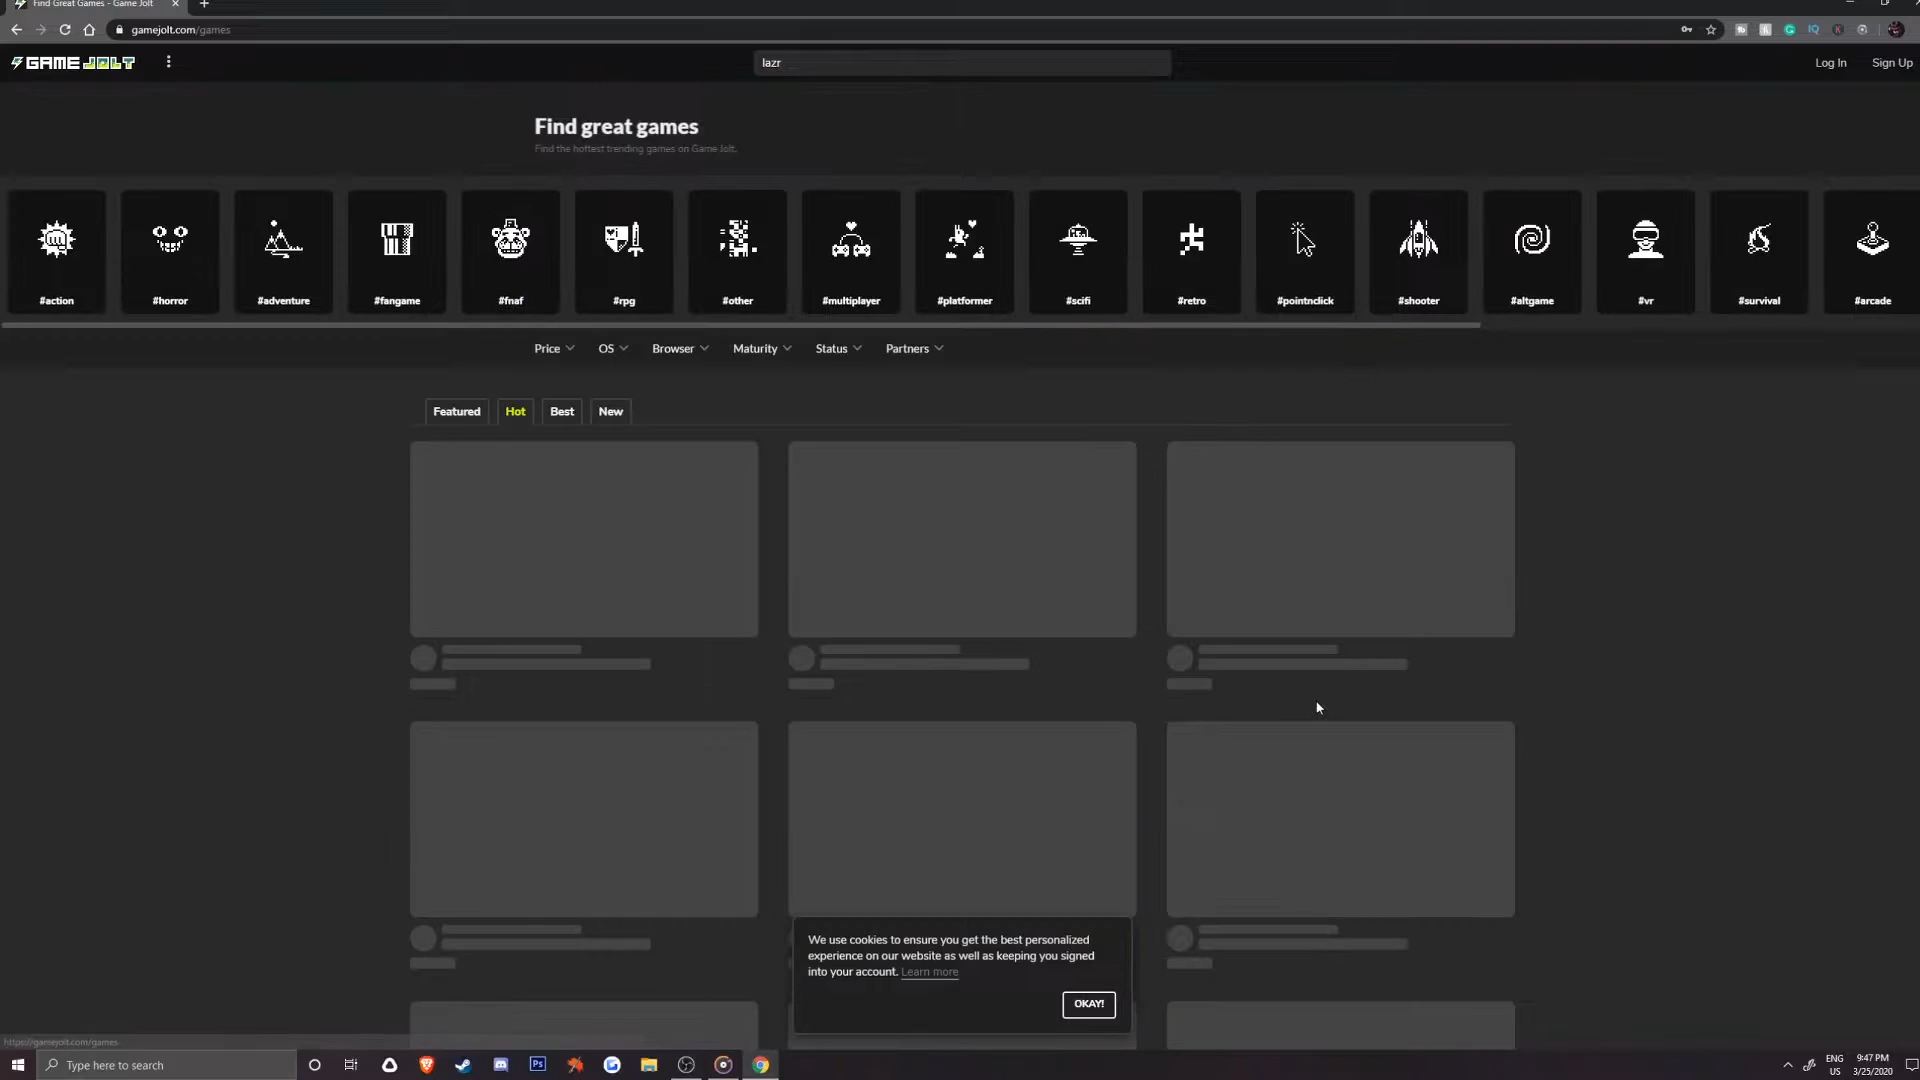 Find Great Games - Game Jolt
gamejolt.com/games
GAME JOLT
lazr
Log In
Sign Up
Find great games
Find the hottest trending games on Game Jolt.
#action
#horror
#adventure
#fangame
#fnaf
#rpg
#other
#multiplayer
#platformer
#scifi
#retro
#pointnclick
#shooter
#altgame
#vr
#survival
#arcade
Price
OS
Browser
Maturity
Status
Partners
Featured
Hot
Best
New
We use cookies to ensure you get the best personalized
experience on our website as well as keeping you signed
into your account. Learn more
OKAY!
https://gamejolt.com/games
Type here to search
Ps
ENG
US
9:47 PM
3/25/2020